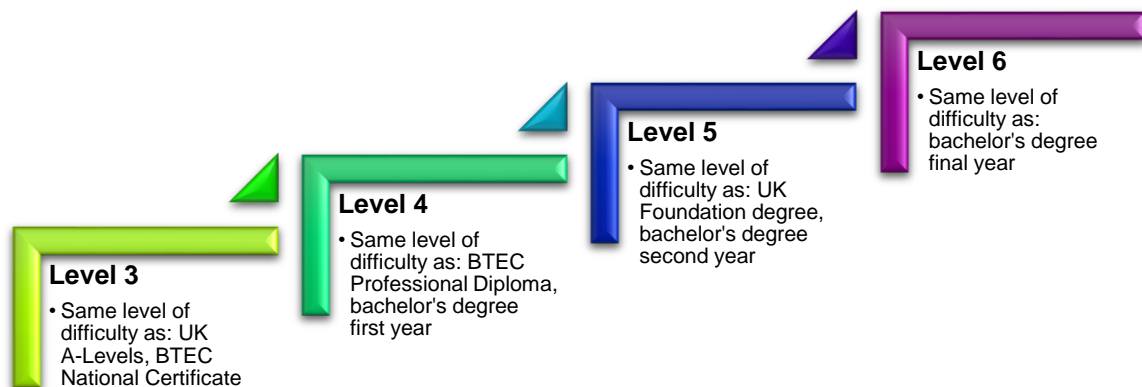 Level 3
• Same level of
difficulty as: UK
A-Levels, BTEC
National Certificate
Level 4
• Same level of
difficulty as: BTEC
Professional Diploma,
bachelor's degree
first year
Level 5
• Same level of
difficulty as: UK
Foundation degree,
bachelor's degree
second year
Level 6
• Same level of
difficulty as:
bachelor's degree
final year